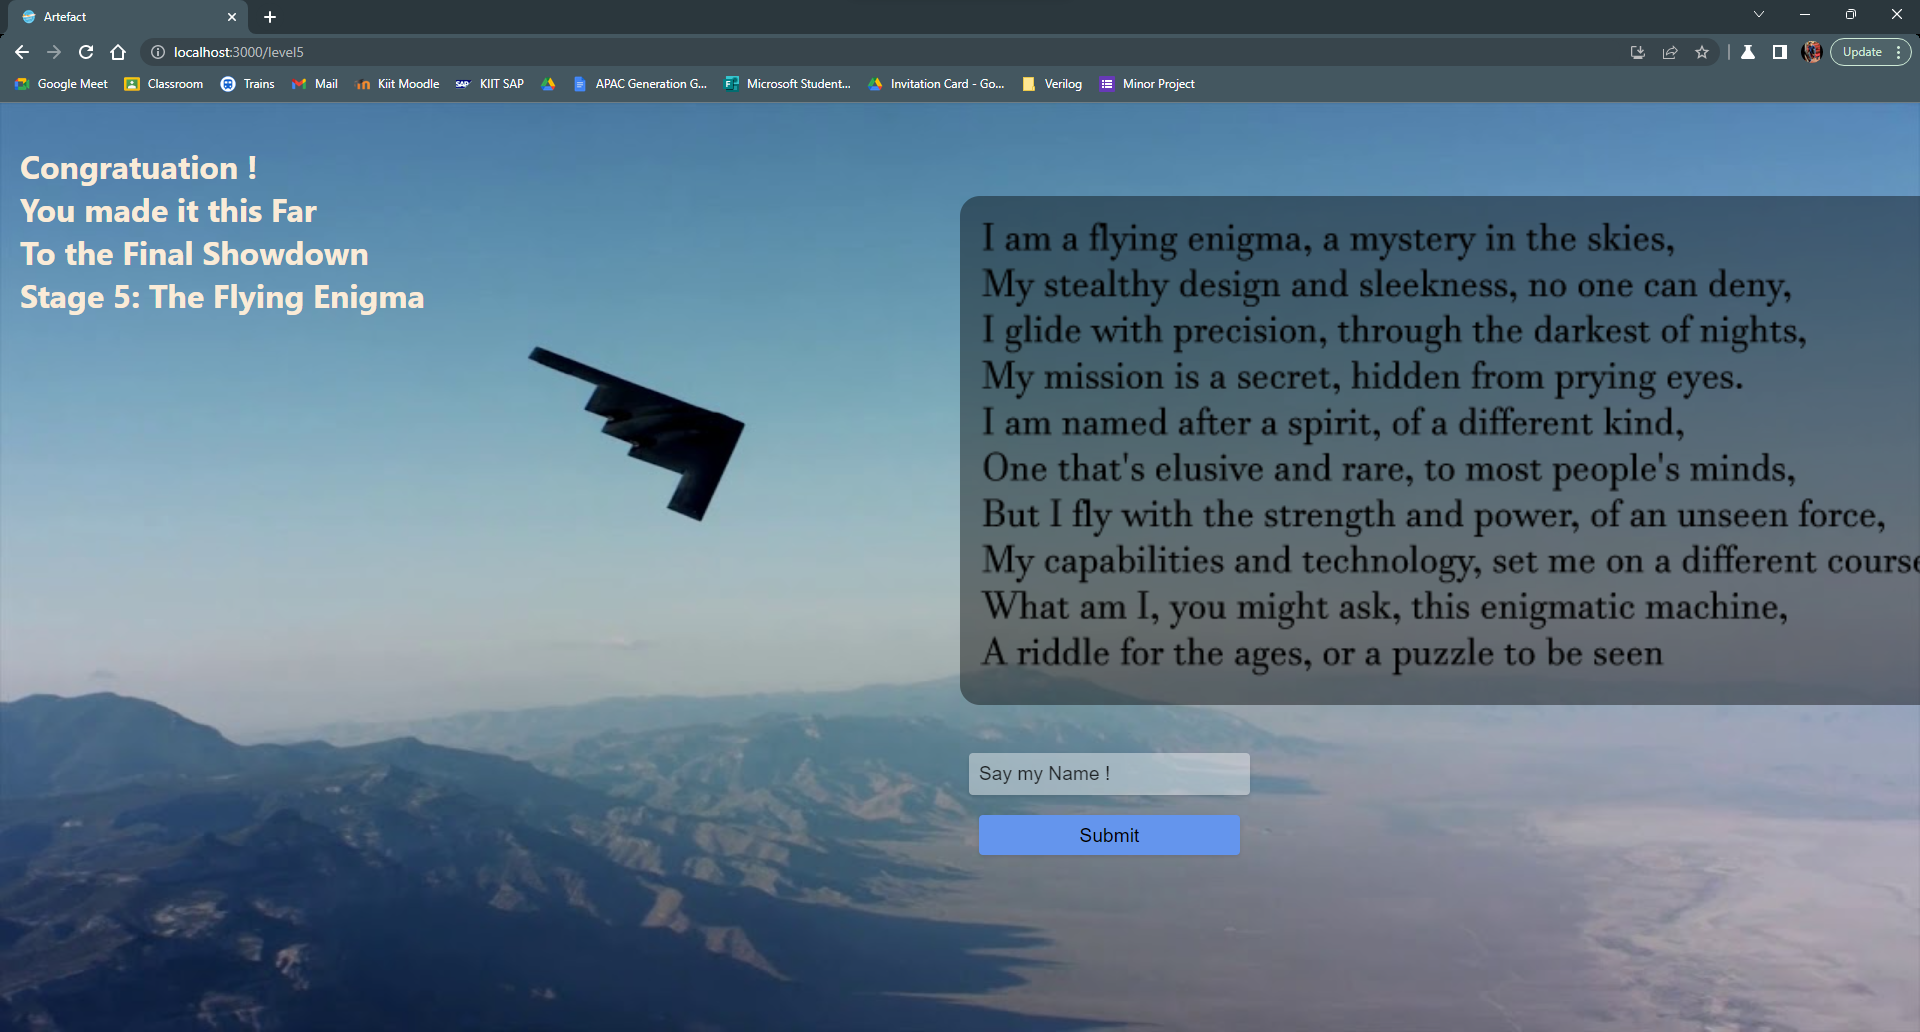 Artefact
localhost:3000/level5
Update
Google Meet
Classroom
Trains
Mail
Kiit Moodle
SAP
KIIT SAP
APAC Generation G...
Microsoft Student...
Invitation Card - Go...
Verilog
Minor Project
Congratuation !
You made it this Far
To the Final Showdown
Stage 5: The Flying Enigma
I am a flying enigma, a mystery in the skies,
My stealthy design and sleekness, no one can deny,
I glide with precision, through the darkest of nights,
My mission is a secret, hidden from prying eyes.
I am named after a spirit, of a different kind,
One that's elusive and rare, to most people's minds,
But I fly with the strength and power, of an unseen force,
My capabilities and technology, set me on a different course
What am I, you might ask, this enigmatic machine,
A riddle for the ages, or a puzzle to be seen
Say my Name !
Submit